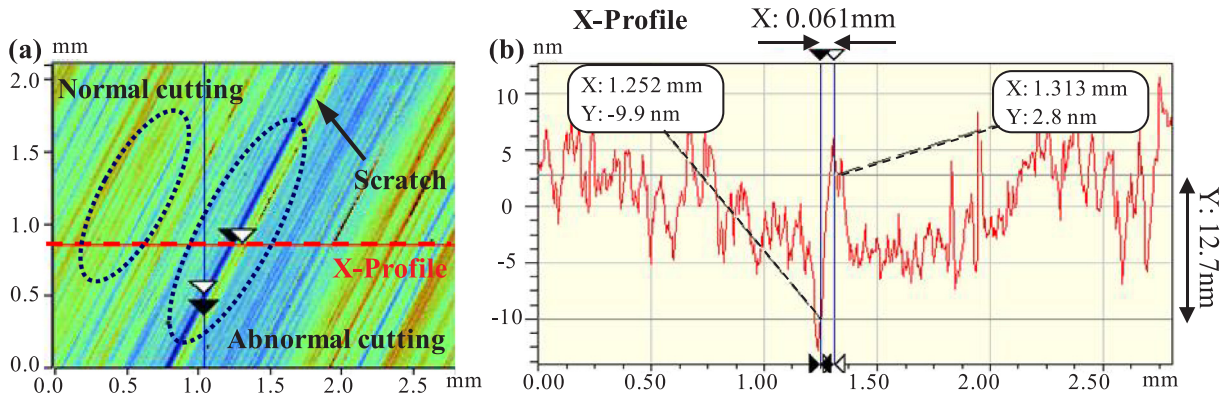 (a) mm
2.0
1.5
1.0
0.5
0.0
0.0 0.5 1.0 1.5 2.0 2.5
mm
Normal cutting
Scratch
X-Profile
Abnormal cutting
X-Profile
X: 0.061mm
(b) nm
10
5
0
-5
-10
0.00 0.50 1.00 1.50 2.00 2.50
mm
X: 1.252 mm
Y: -9.9 nm
X: 1.313 mm
Y: 2.8 nm
Y: 12.7nm